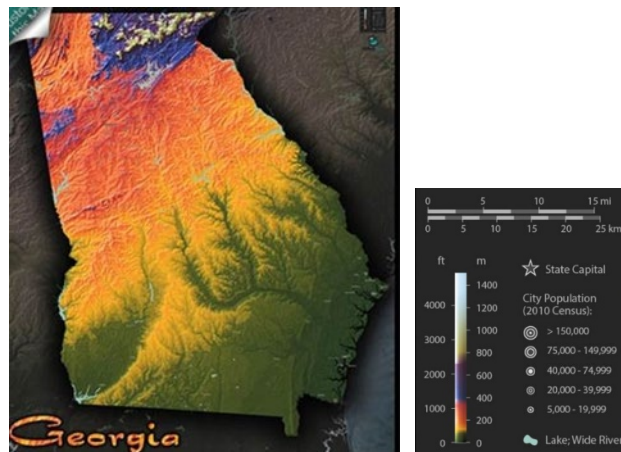 Georgia
0 5 10 15 mi
0 5 10 15 20 25 km
ft m
1400
4000
1200
1000
3000
800
2000
600
400
1000
200
0 0
State Capital
City Population
(2010 Census):
> 150,000
75,000 - 149,999
40,000 - 74,999
20,000 - 39,999
5,000 - 19,999
Lake; Wide River